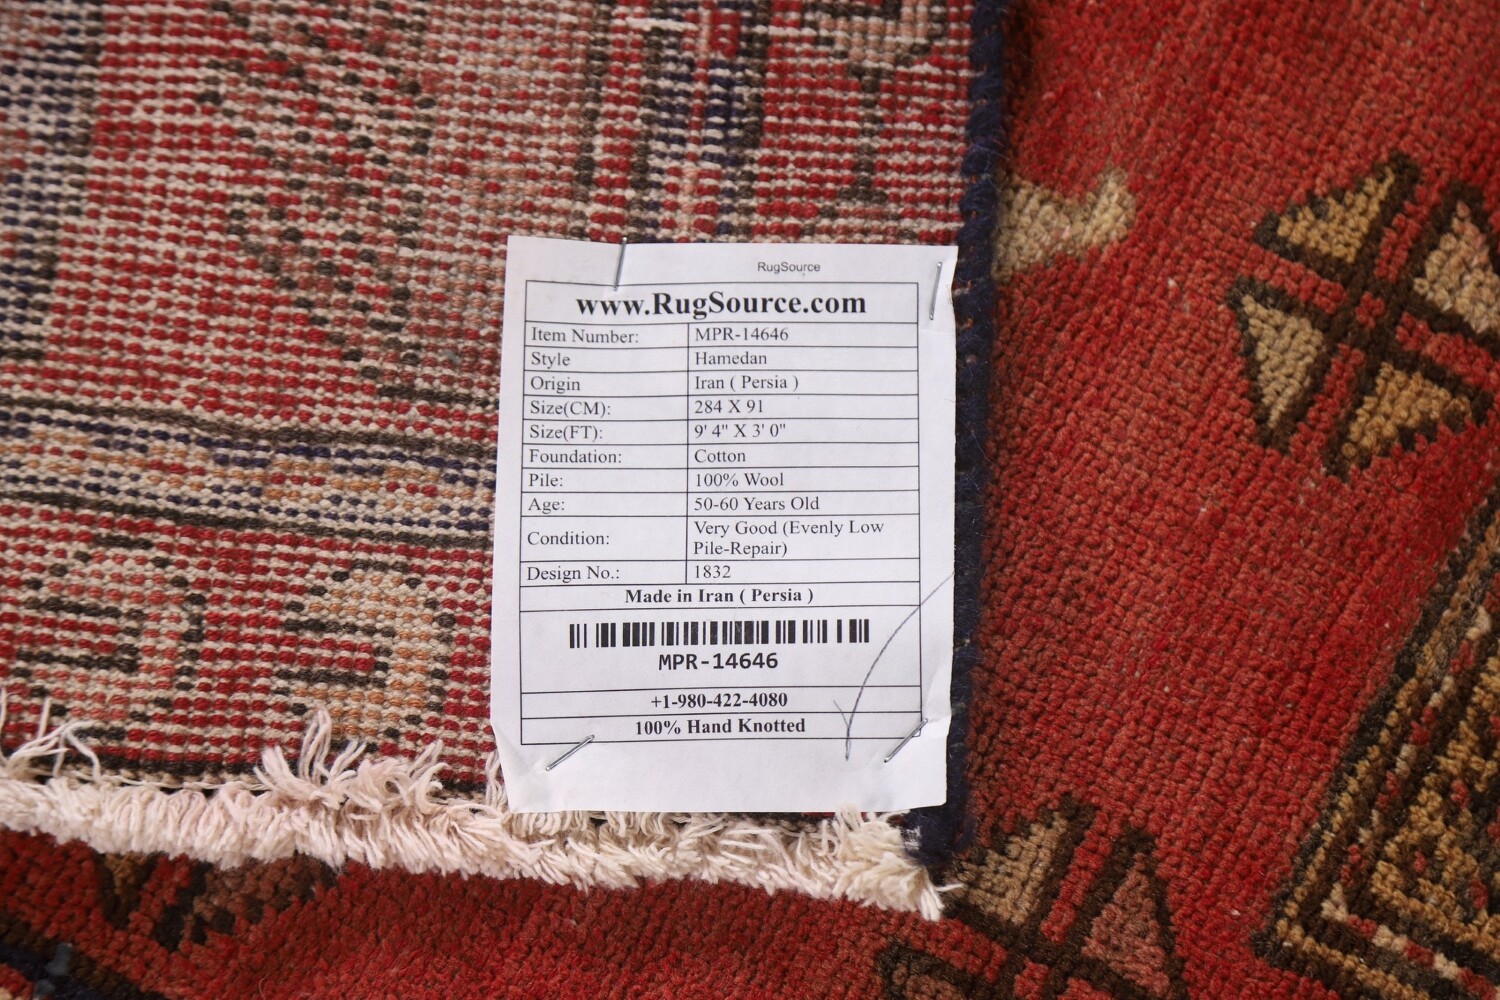 RugSource
www.RugSource.com
Item Number: MPR-14646
Style Hamedan
Origin Iran ( Persia )
Size(CM): 284 X 91
Size(FT): 9' 4" X 3' 0"
Foundation: Cotton
Pile: 100% Wool
Age: 50-60 Years Old
Condition: Very Good (Evenly Low
Pile-Repair)
Design No.: 1832
Made in Iran ( Persia )
MPR-14646
+1-980-422-4080
100% Hand Knotted